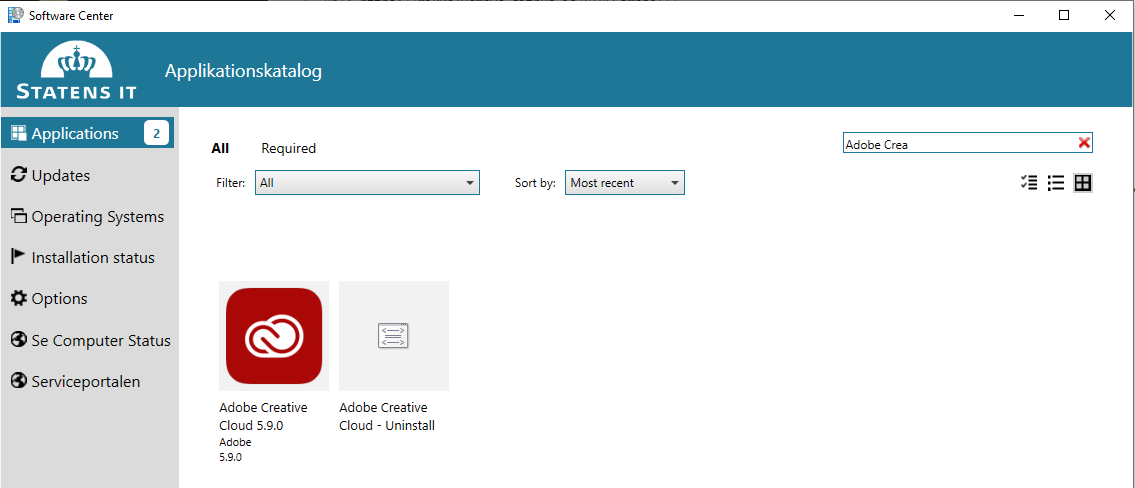 Software Center
STATENS IT
Applikationskatalog
Applications 2
Updates
Operating Systems
Installation status
Options
Se Computer Status
Serviceportalen
All Required
Adobe Crea
Filter: All Sort by: Most recent
Adobe Creative
Cloud 5.9.0
Adobe
5.9.0
Adobe Creative
Cloud - Uninstall